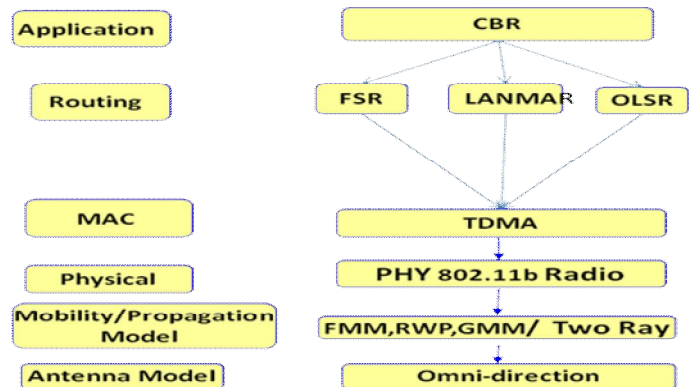 Application
CBR
Routing
FSR
LANMAR
OLSR
MAC
TDMA
Physical
PHY 802.11b Radio
Mobility/Propagation
Model
FMM,RWP,GMM/ Two Ray
Antenna Model
Omni-direction